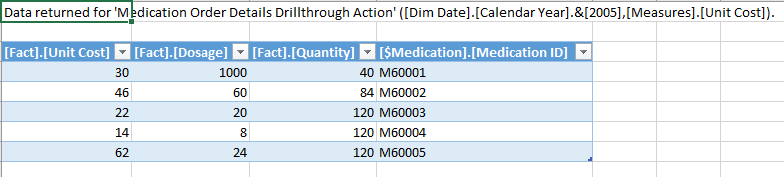 Data returned for 'Medication Order Details Drillthrough Action' ([Dim Date].[Calendar Year].&[2005],[Measures].[Unit Cost]).
[Fact].[Unit Cost] [Fact].[Dosage] [Fact].[Quantity] [$Medication].[Medication ID]
30 1000 40 M60001
46 60 84 M60002
22 20 120 M60003
14 8 120 M60004
62 24 120 M60005